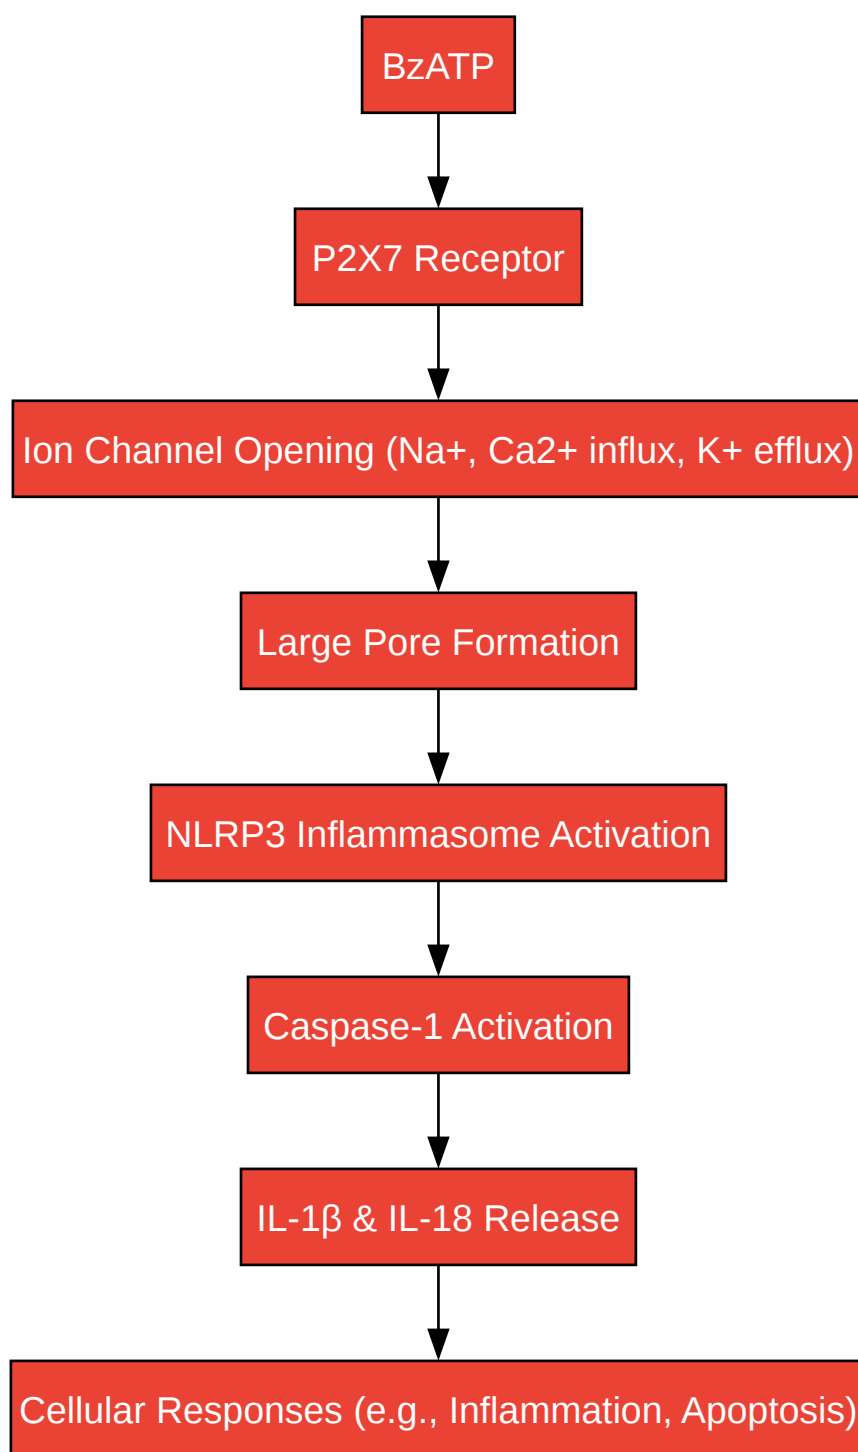 BzATP
P2X7 Receptor
Ion Channel Opening (Na+, Ca2+ influx, K+ efflux)
Large Pore Formation
NLRP3 Inflammasome Activation
Caspase-1 Activation
IL-1β & IL-18 Release
Cellular Responses (e.g., Inflammation, Apoptosis)